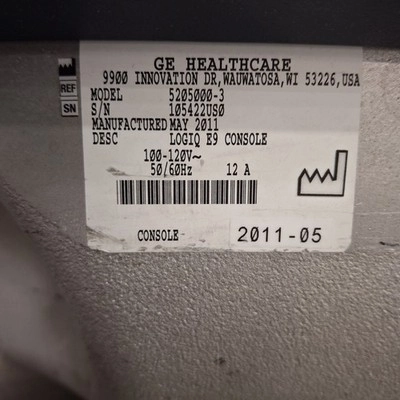 GE HEALTHCARE
9900 INNOVATION DR,WAUWATOSA,WI 53226,USA
REF MODEL 5205000-3
SN S/N 105422US0
MANUFACTURED MAY 2011
DESC LOGIQ E9 CONSOLE
100-120V~
50/60Hz 12 A
CONSOLE 2011-05